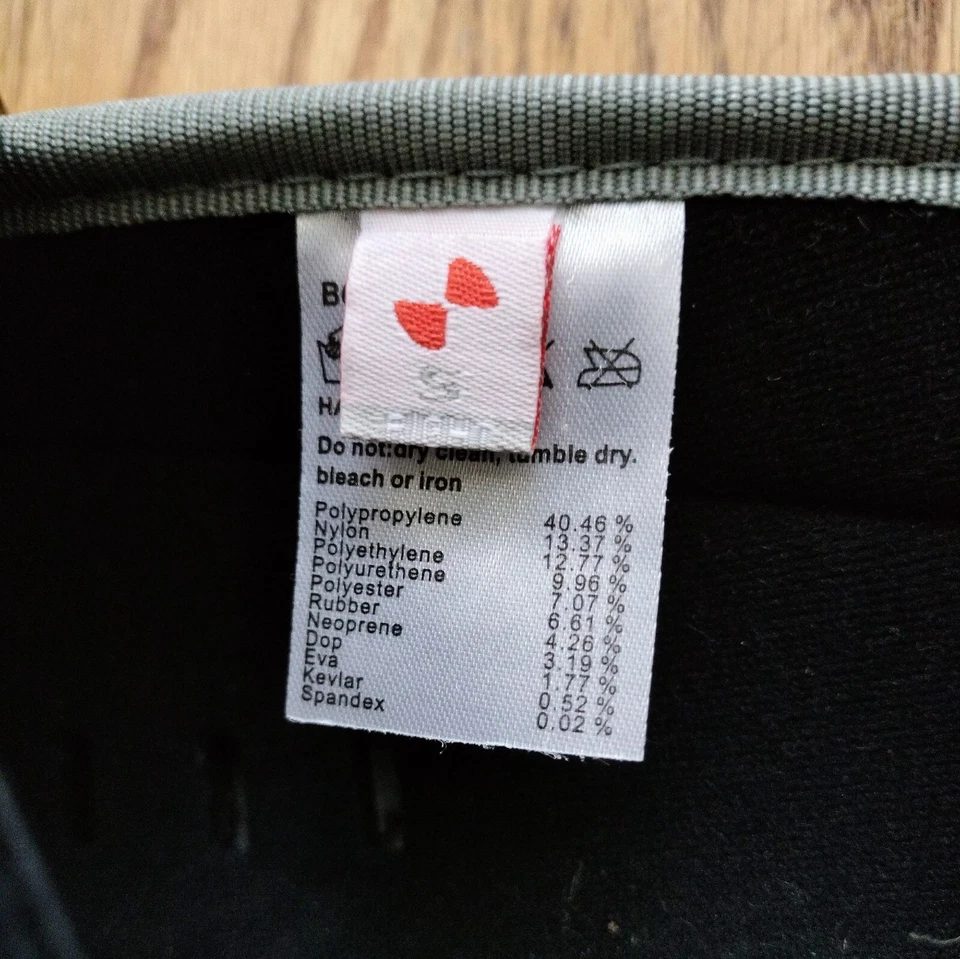 S
RIGHT
Do not:dry clean, tumble dry.
bleach or iron
Polypropylene 40.46 %
Nylon 13.37 %
Polyethylene 12.77 %
Polyurethene 9.96 %
Polyester 7.07 %
Rubber 6.61 %
Neoprene 4.26 %
Dop 3.19 %
Eva 1.77 %
Kevlar 0.52 %
Spandex 0.02 %